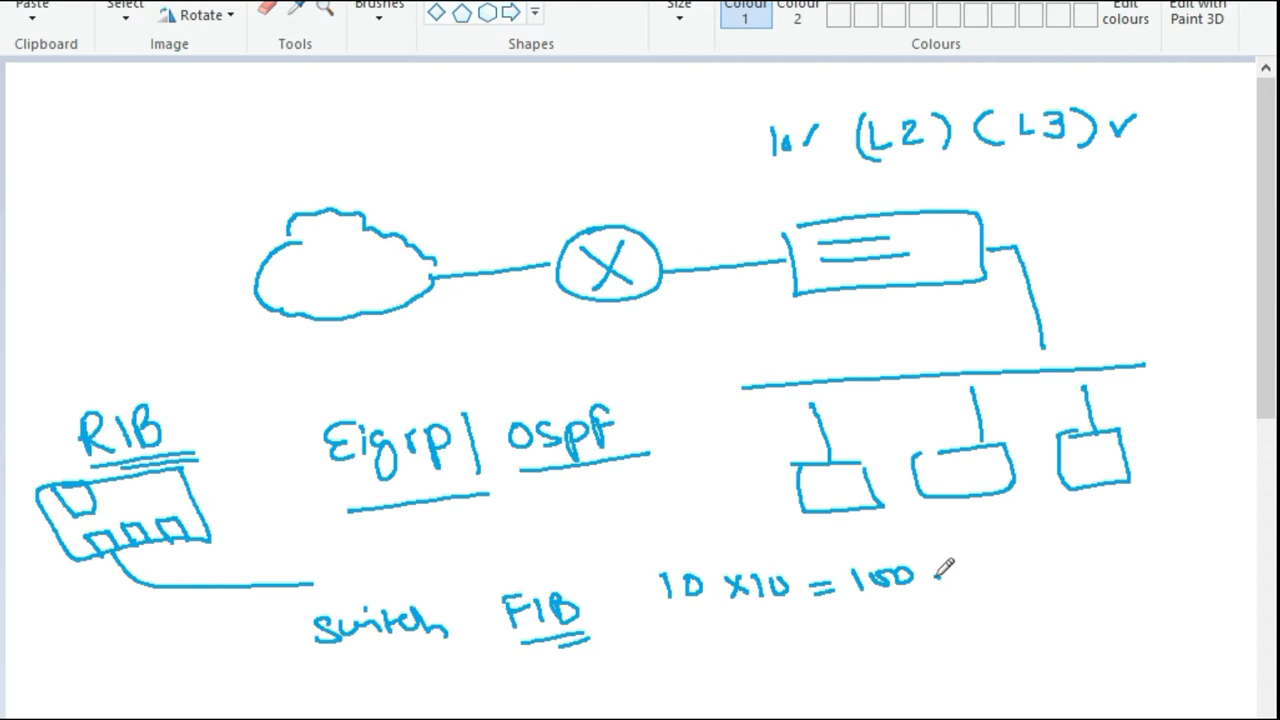 Paste
Select
Rotate
Brushes
Size
Colour 1
Colour 2
Edit colours
Edit with Paint 3D
Clipboard
Image
Tools
Shapes
Colours
(L2) (L3) ✓
X
RIB
Eigrp | ospf
switch FIB 10 x10 = 100